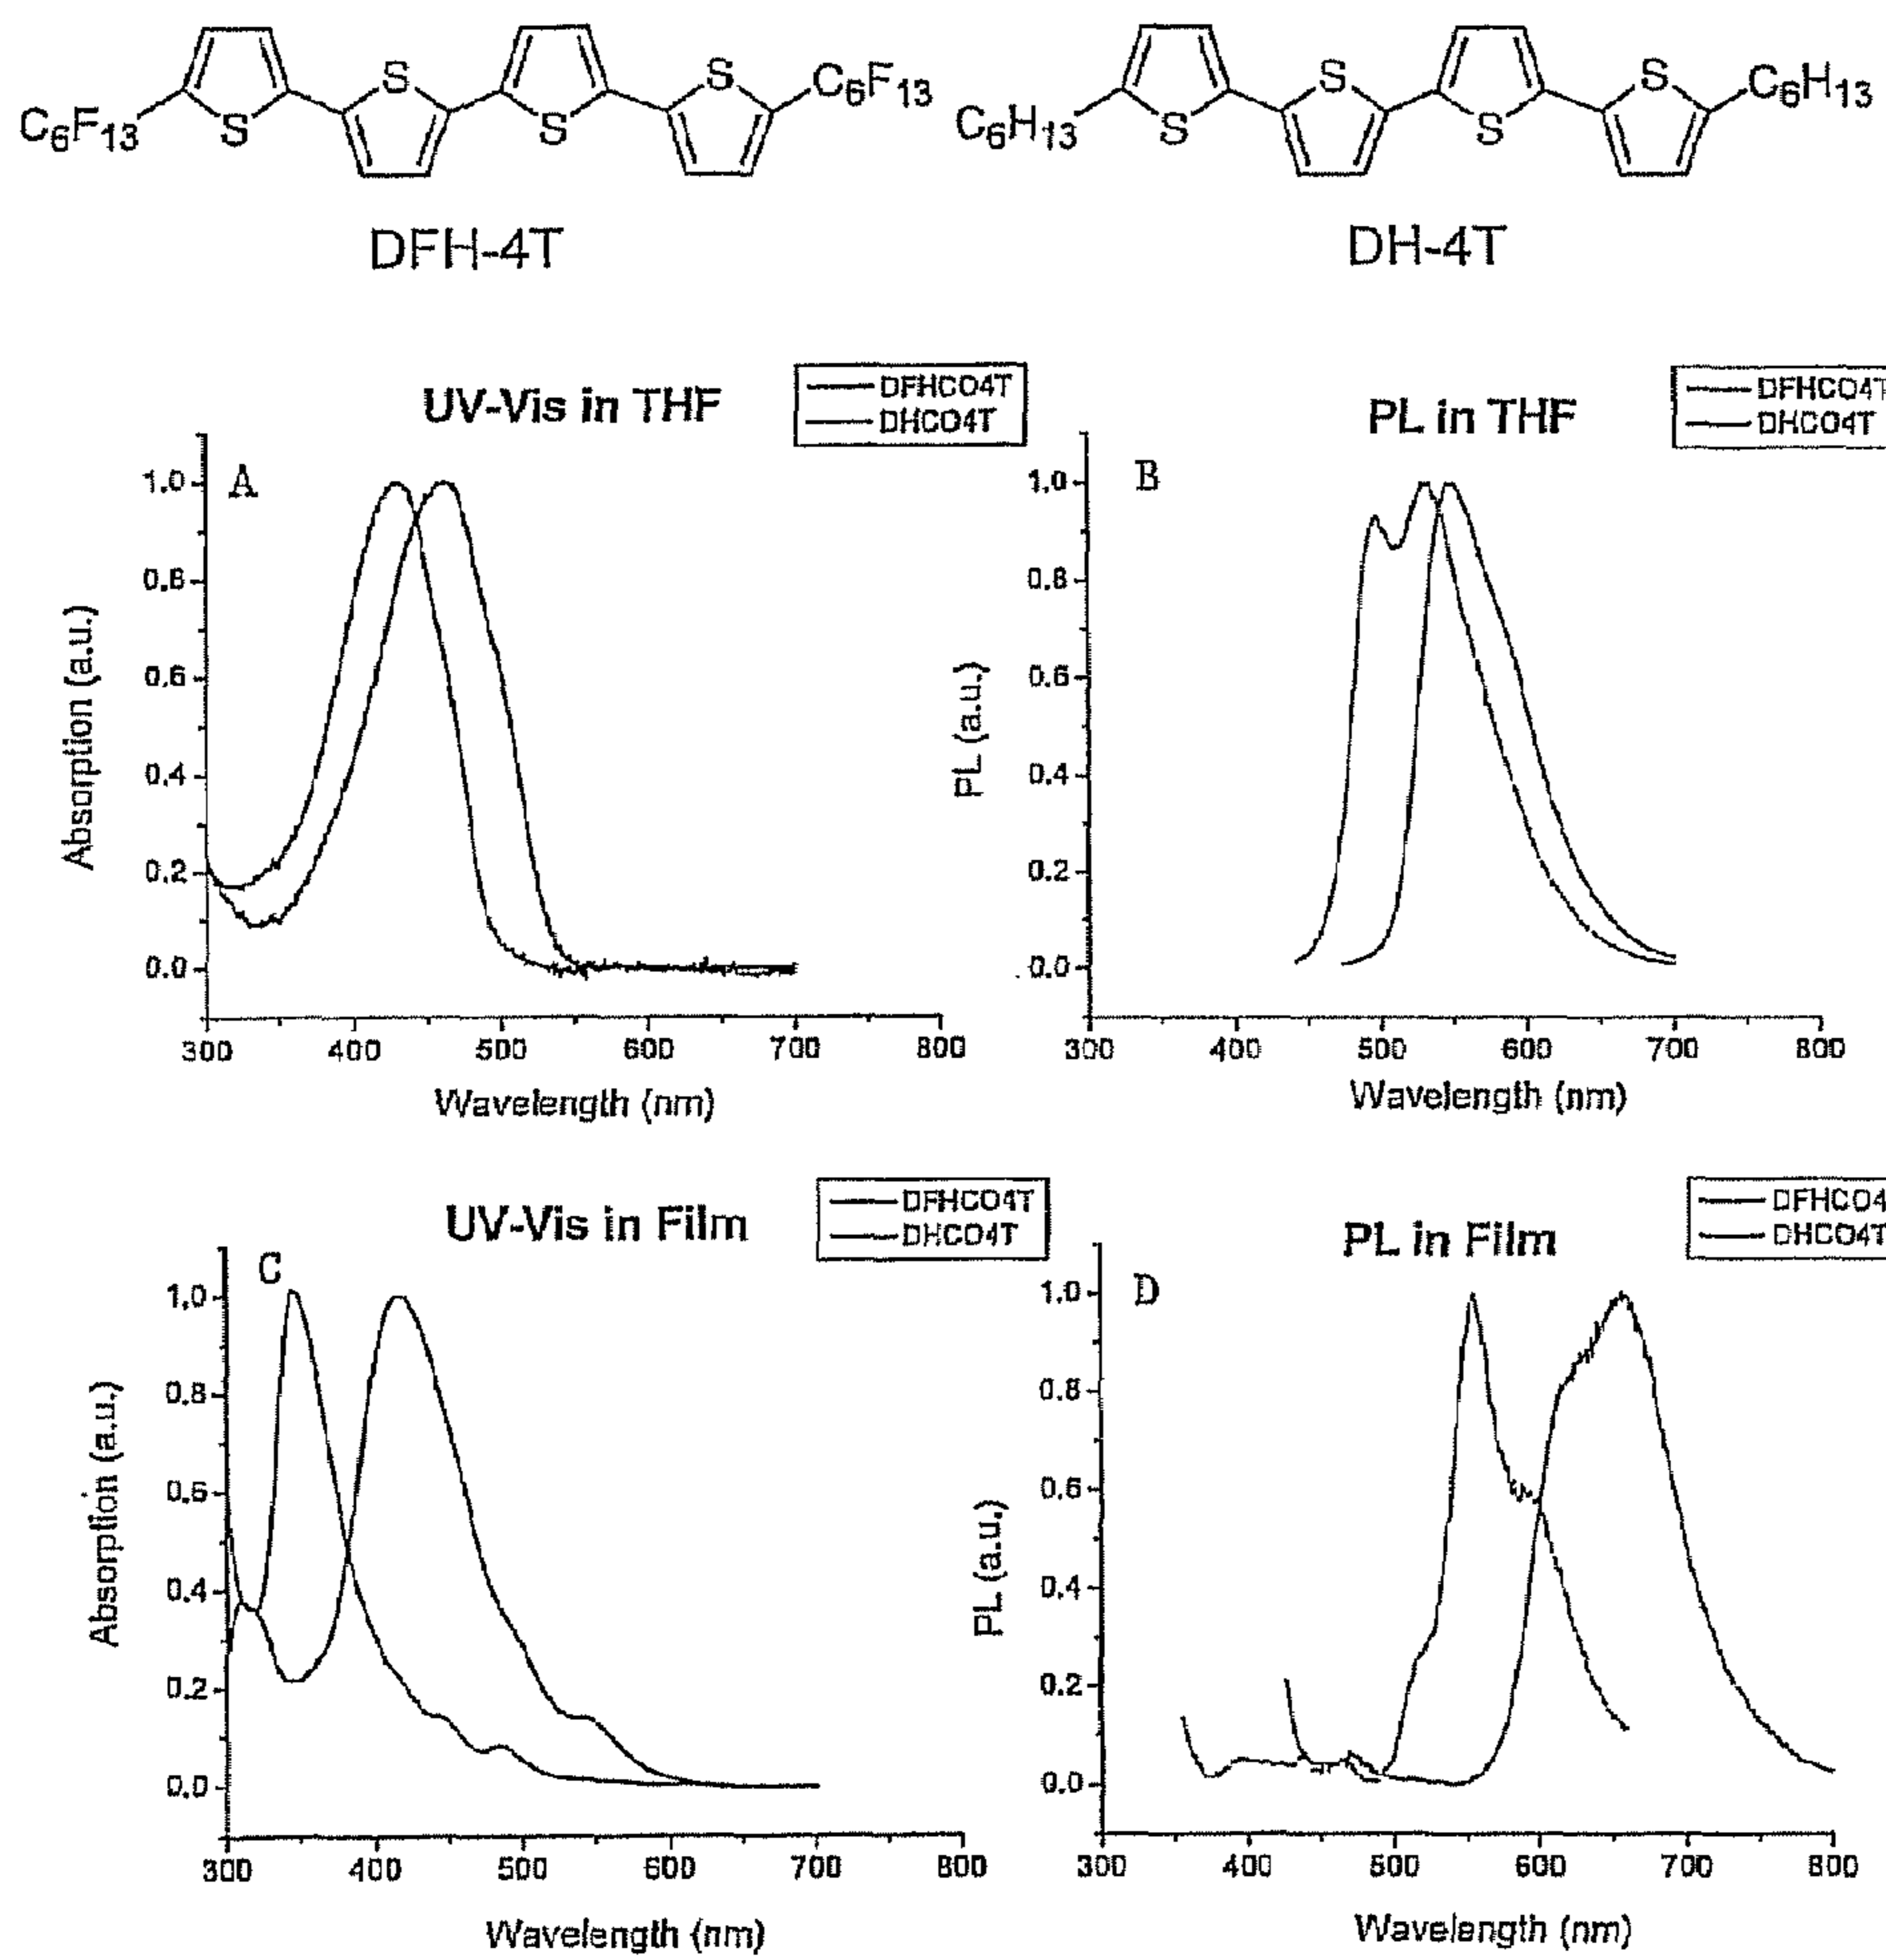 C6F13 S S S S C6F13
C6H13 S S S S C6H13
DFH-4T
DH-4T
UV-Vis in THF
DFHCO4T
DHCO4T
A
1.0
0.8
0.6
0.4
0.2
0.0
Absorption (a.u.)
300 400 500 600 700 800
Wavelength (nm)
PL in THF
DFHCO4T
DHCO4T
B
1.0
0.8
0.6
0.4
0.2
0.0
PL (a.u.)
300 400 500 600 700 800
Wavelength (nm)
UV-Vis in Film
DFHCO4T
DHCO4T
C
1.0
0.8
0.6
0.4
0.2
0.0
Absorption (a.u.)
300 400 500 600 700 800
Wavelength (nm)
PL in Film
DFHCO4
DHCO4T
D
1.0
0.8
0.6
0.4
0.2
0.0
PL (a.u.)
300 400 500 600 700 800
Wavelength (nm)